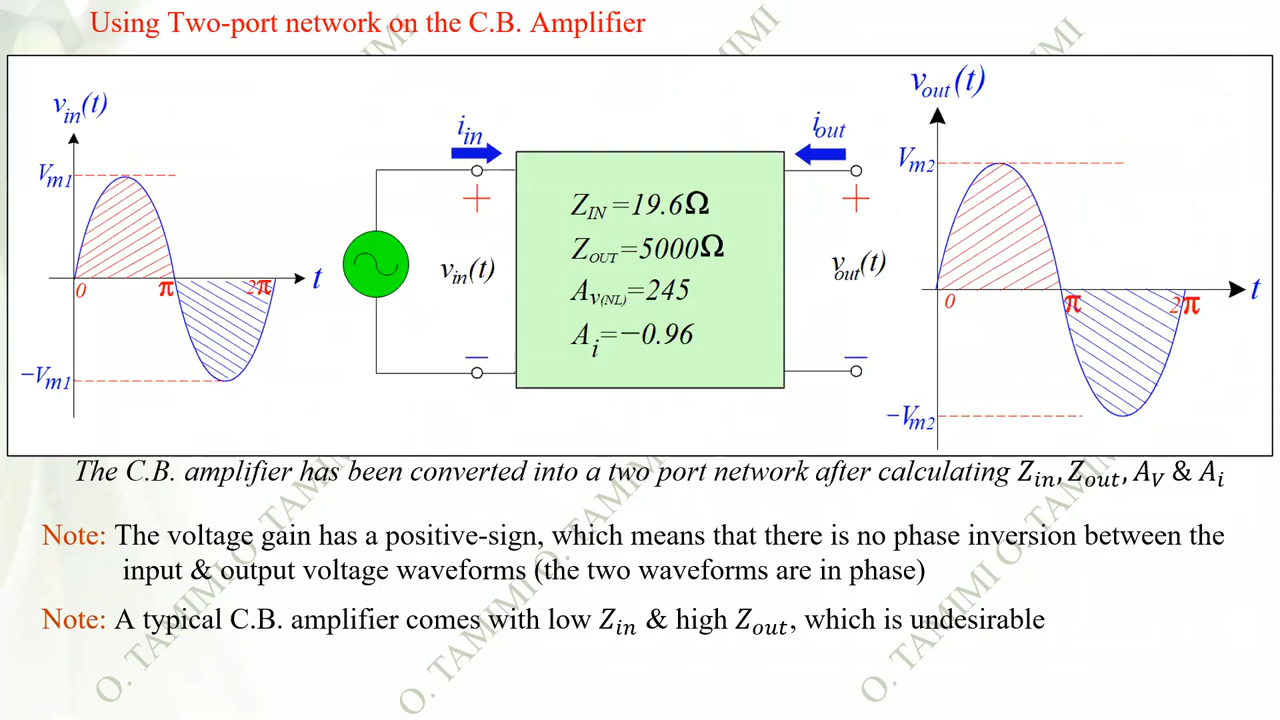 Using Two-port network on the C.B. Amplifier
v_in(t)
V_m1
−V_m1
0
π
2π
t
i_in
+
v_in(t)
−
Z_IN=19.6Ω
Z_OUT=5000Ω
A_v(NL)=245
A_i=−0.96
i_out
+
v_out(t)
−
v_out(t)
V_m2
−V_m2
0
π
2π
t
The C.B. amplifier has been converted into a two port network after calculating Z_in, Z_out, A_V & A_i
Note: The voltage gain has a positive-sign, which means that there is no phase inversion between the
input & output voltage waveforms (the two waveforms are in phase)
Note: A typical C.B. amplifier comes with low Z_in & high Z_out, which is undesirable
O. TAMIMI
O. TAMIMI
O. TAMIMI